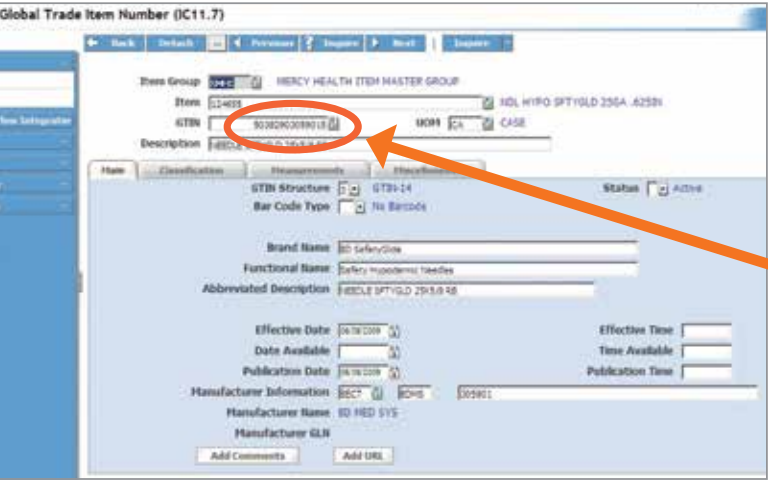 Global Trade Item Number (IC11.7)
Back Detach ... Previous ? Inquire Next Inquire
Item Group MERCY HEALTH ITEM MASTER GROUP
Item NDL HYPO SFTYGLD 25GA .625IN
GTIN UOM CA CASE
Description
Main Classification Measurements Miscellaneous
GTIN Structure GTIN-14 Status Active
Bar Code Type No Barcode
Brand Name BD SafetyGlide
Functional Name Safety Hypodermic Needles
Abbreviated Description NEEDLE SFTYGLD 25X5/8 RB
Effective Date Effective Time
Date Available Time Available
Publication Date Publication Time
Manufacturer Information BECT BDMS 305901
Manufacturer Name BD MED SYS
Manufacturer GLN
Add Comments Add URL